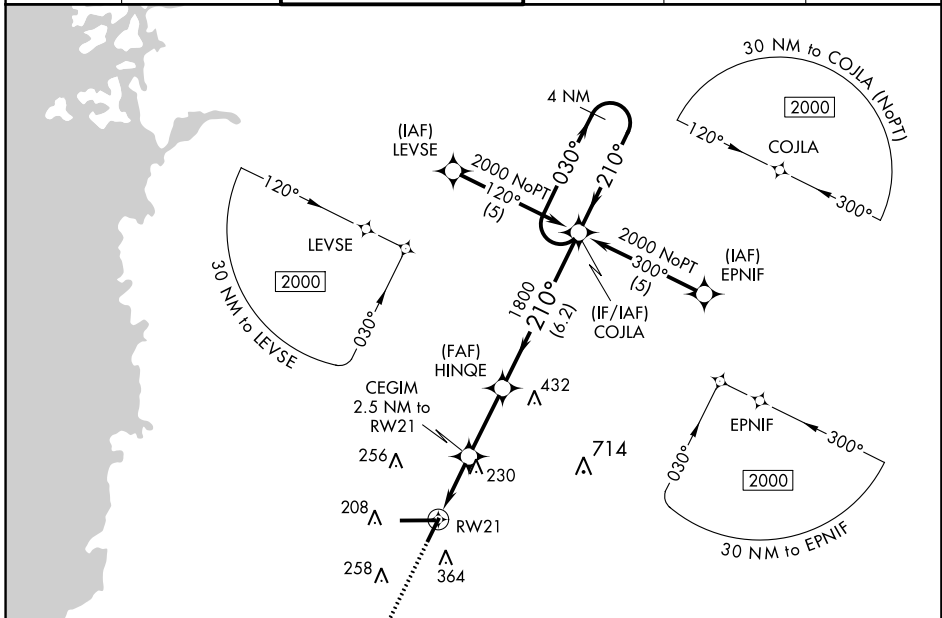 30 NM to COJLA (NoPT)
2000
120°
COJLA
300°
4 NM
030°
210°
(IAF)
LEVSE
2000 NoPT
120°
(5)
120°
LEVSE
2000
030°
30 NM to LEVSE
2000 NoPT
300°
(5)
(IAF)
EPNIF
(IF/IAF)
COJLA
1800
210°
(6.2)
(FAF)
HINQE
432
CEGIM
2.5 NM to
RW21
256
230
714
208
RW21
258
364
EPNIF
300°
030°
2000
30 NM to EPNIF